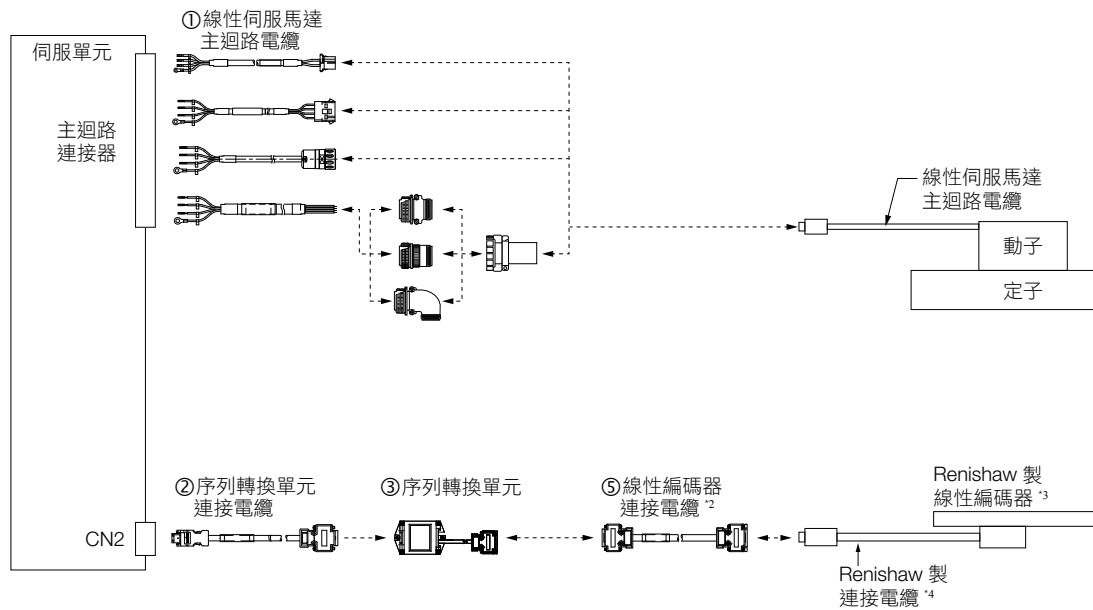 伺服單元
主迴路
連接器
①線性伺服馬達
主迴路電纜
線性伺服馬達
主迴路電纜
動子
定子
CN2
②序列轉換單元
連接電纜
③序列轉換單元
⑤線性編碼器
連接電纜 *2
Renishaw 製
線性編碼器 *3
Renishaw 製
連接電纜 *4